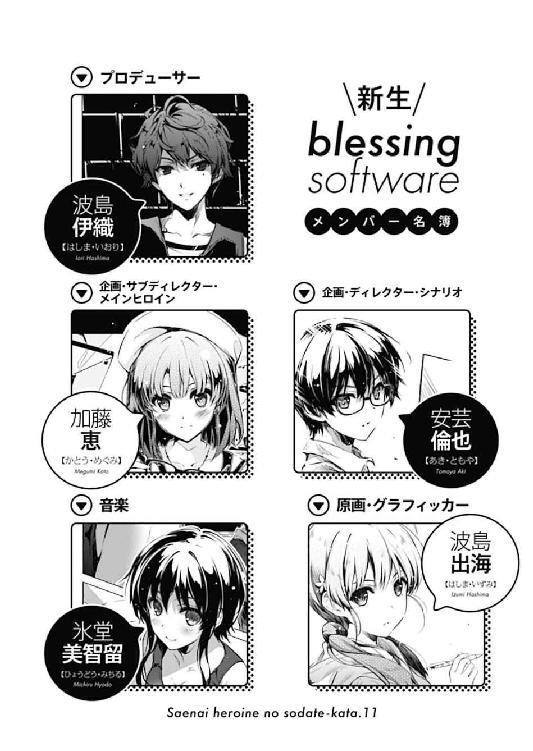 プロデューサー
波島
伊織
【はしま・いおり】
Iori Hashima
\新生/
blessing
software
メンバー名簿
企画・サブディレクター・
メインヒロイン
加藤
恵
【かとう・めぐみ】
Megumi Kato
企画・ディレクター・シナリオ
安芸
倫也
【あき・ともや】
Tomoya Aki
音楽
氷堂
美智留
【ひょうどう・みちる】
Michiru Hyodo
原画・グラフィッカー
波島
出海
【はしま・いずみ】
Izumi Hashima
Saenai heroine no sodate-kata.11